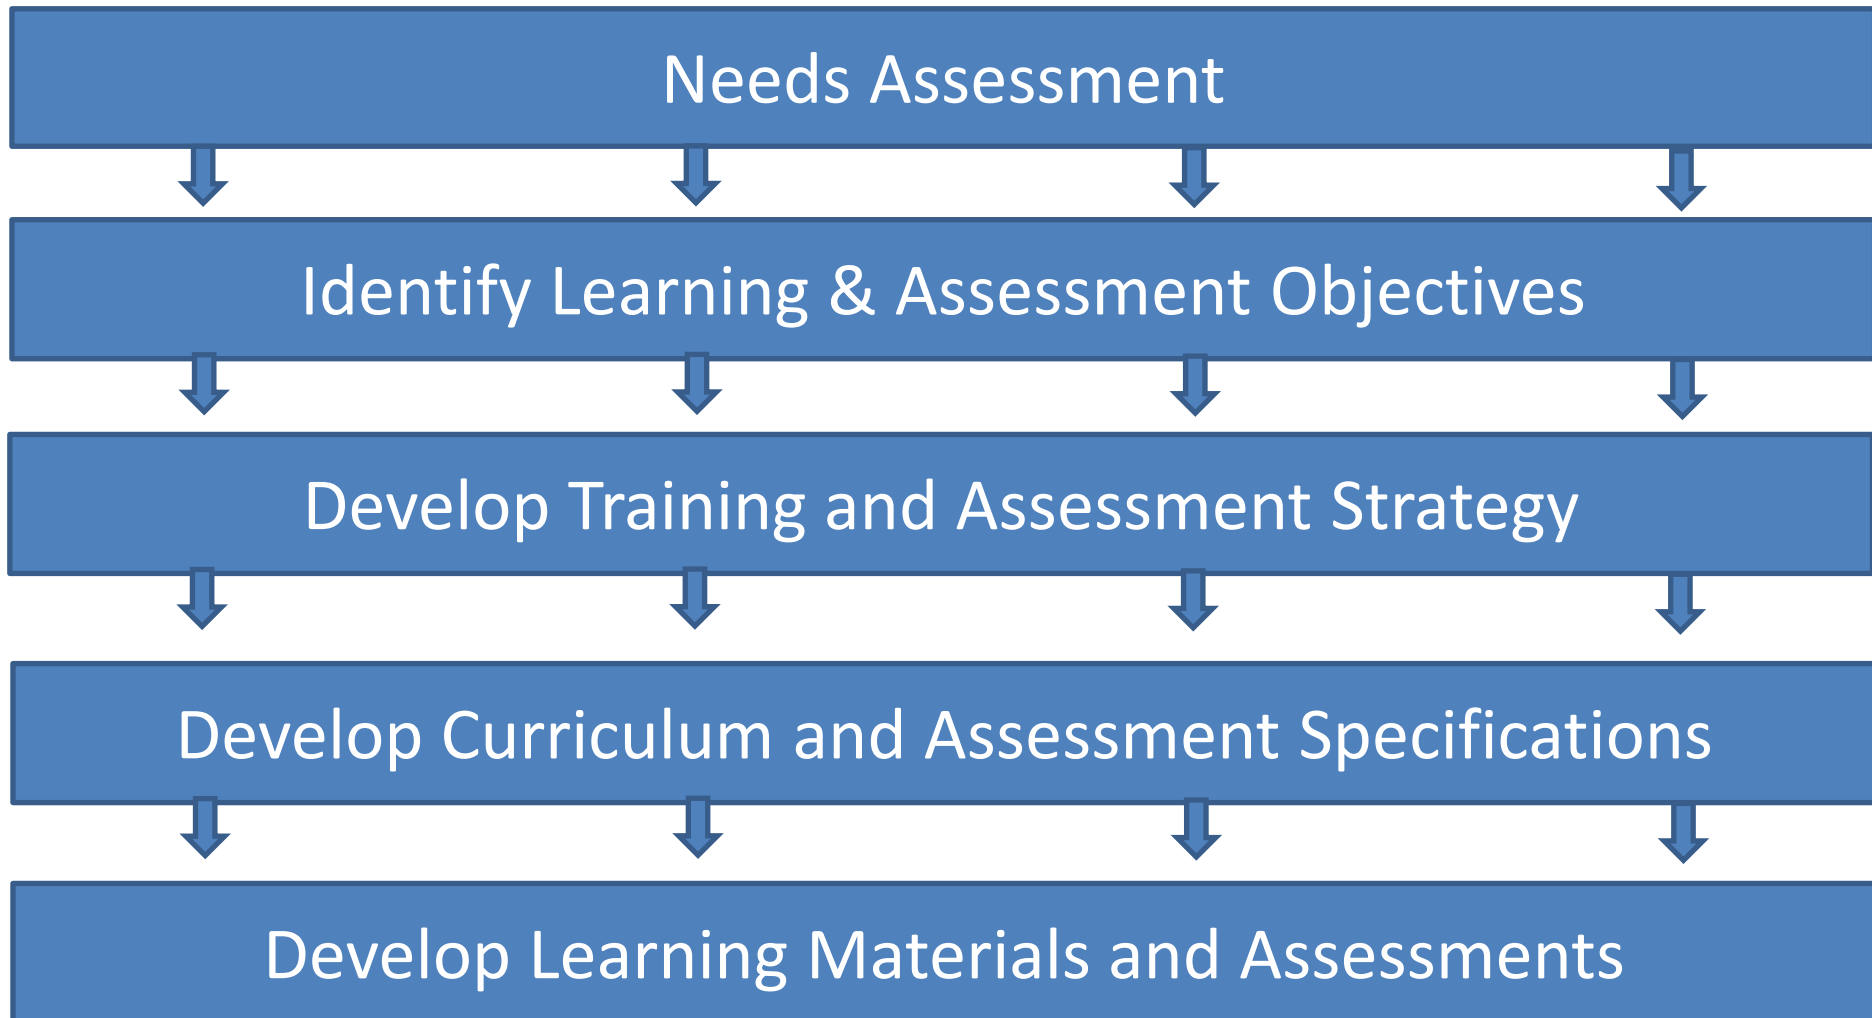 Needs Assessment
Identify Learning & Assessment Objectives
Develop Training and Assessment Strategy
Develop Curriculum and Assessment Specifications
Develop Learning Materials and Assessments